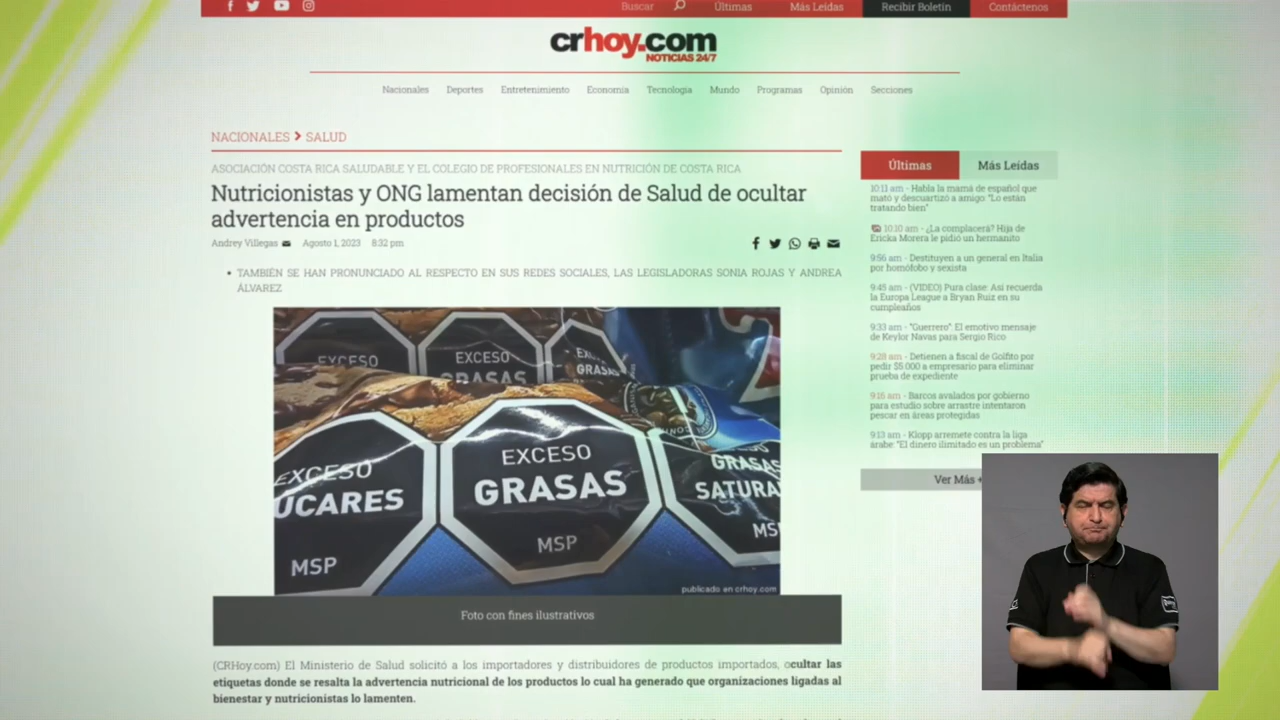 Buscar
Últimas
Más Leídas
Recibir Boletín
Contáctenos
crhoy.com
NOTICIAS 24/7
Nacionales
Deportes
Entretenimiento
Economía
Tecnología
Mundo
Programas
Opinión
Secciones
NACIONALES > SALUD
ASOCIACIÓN COSTA RICA SALUDABLE Y EL COLEGIO DE PROFESIONALES EN NUTRICIÓN DE COSTA RICA
Nutricionistas y ONG lamentan decisión de Salud de ocultar
advertencia en productos
Andrey Villegas Agosto 1, 2023 8:32 pm
• TAMBIÉN SE HAN PRONUNCIADO AL RESPECTO EN SUS REDES SOCIALES, LAS LEGISLADORAS SONIA ROJAS Y ANDREA
ÁLVAREZ
EXCESO
EXCESO
GRASAS
GRASAS
EXCESO
UCARES
MSP
EXCESO
GRASAS
MSP
GRASAS
SATURA
MS
publicado en crhoy.com
Foto con fines ilustrativos
(CRHoy.com) El Ministerio de Salud solicitó a los importadores y distribuidores de productos importados, ocultar las
etiquetas donde se resalta la advertencia nutricional de los productos lo cual ha generado que organizaciones ligadas al
bienestar y nutricionistas lo lamenten.
Últimas
Más Leídas
10:11 am - Habla la mamá de español que
mató y descuartizó a amigo: "Lo están
tratando bien"
10:10 am - ¿La complacerá? Hija de
Ericka Morera le pidió un hermanito
9:56 am - Destituyen a un general en Italia
por homófobo y sexista
9:45 am - (VIDEO) Pura clase: Así recuerda
la Europa League a Bryan Ruiz en su
cumpleaños
9:33 am - "Guerrero": El emotivo mensaje
de Keylor Navas para Sergio Rico
9:28 am - Detienen a fiscal de Golfito por
pedir $5.000 a empresario para eliminar
prueba de expediente
9:16 am - Barcos avalados por gobierno
para estudio sobre arrastre intentaron
pescar en áreas protegidas
9:13 am - Klopp arremete contra la liga
árabe: "El dinero ilimitado es un problema"
Ver Más +